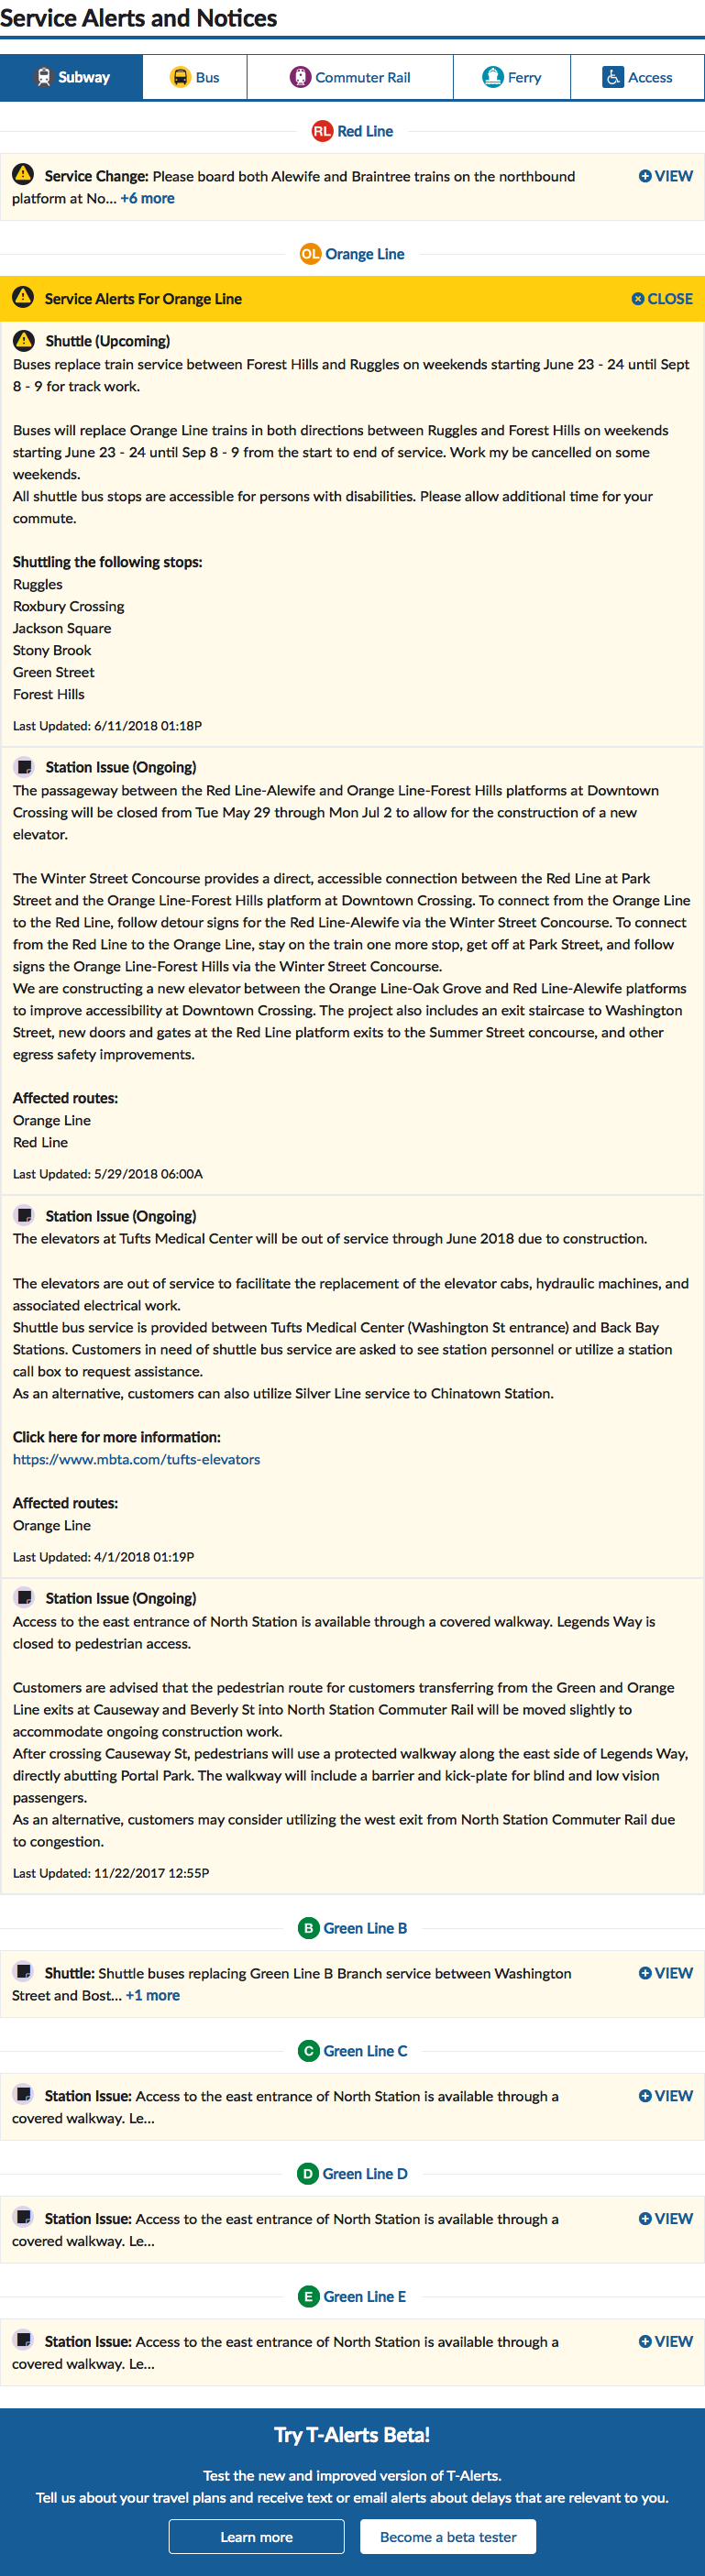 Service Alerts and Notices
Subway
Bus
Commuter Rail
Ferry
Access
RL Red Line
Service Change: Please board both Alewife and Braintree trains on the northbound
platform at No... +6 more
VIEW
OL Orange Line
Service Alerts For Orange Line
CLOSE
Shuttle (Upcoming)
Buses replace train service between Forest Hills and Ruggles on weekends starting June 23 - 24 until Sept
8 - 9 for track work.
Buses will replace Orange Line trains in both directions between Ruggles and Forest Hills on weekends
starting June 23 - 24 until Sep 8 - 9 from the start to end of service. Work my be cancelled on some
weekends.
All shuttle bus stops are accessible for persons with disabilities. Please allow additional time for your
commute.
Shuttling the following stops:
Ruggles
Roxbury Crossing
Jackson Square
Stony Brook
Green Street
Forest Hills
Last Updated: 6/11/2018 01:18P
Station Issue (Ongoing)
The passageway between the Red Line-Alewife and Orange Line-Forest Hills platforms at Downtown
Crossing will be closed from Tue May 29 through Mon Jul 2 to allow for the construction of a new
elevator.
The Winter Street Concourse provides a direct, accessible connection between the Red Line at Park
Street and the Orange Line-Forest Hills platform at Downtown Crossing. To connect from the Orange Line
to the Red Line, follow detour signs for the Red Line-Alewife via the Winter Street Concourse. To connect
from the Red Line to the Orange Line, stay on the train one more stop, get off at Park Street, and follow
signs the Orange Line-Forest Hills via the Winter Street Concourse.
We are constructing a new elevator between the Orange Line-Oak Grove and Red Line-Alewife platforms
to improve accessibility at Downtown Crossing. The project also includes an exit staircase to Washington
Street, new doors and gates at the Red Line platform exits to the Summer Street concourse, and other
egress safety improvements.
Affected routes:
Orange Line
Red Line
Last Updated: 5/29/2018 06:00A
Station Issue (Ongoing)
The elevators at Tufts Medical Center will be out of service through June 2018 due to construction.
The elevators are out of service to facilitate the replacement of the elevator cabs, hydraulic machines, and
associated electrical work.
Shuttle bus service is provided between Tufts Medical Center (Washington St entrance) and Back Bay
Stations. Customers in need of shuttle bus service are asked to see station personnel or utilize a station
call box to request assistance.
As an alternative, customers can also utilize Silver Line service to Chinatown Station.
Click here for more information:
https://www.mbta.com/tufts-elevators
Affected routes:
Orange Line
Last Updated: 4/1/2018 01:19P
Station Issue (Ongoing)
Access to the east entrance of North Station is available through a covered walkway. Legends Way is
closed to pedestrian access.
Customers are advised that the pedestrian route for customers transferring from the Green and Orange
Line exits at Causeway and Beverly St into North Station Commuter Rail will be moved slightly to
accommodate ongoing construction work.
After crossing Causeway St, pedestrians will use a protected walkway along the east side of Legends Way,
directly abutting Portal Park. The walkway will include a barrier and kick-plate for blind and low vision
passengers.
As an alternative, customers may consider utilizing the west exit from North Station Commuter Rail due
to congestion.
Last Updated: 11/22/2017 12:55P
B Green Line B
Shuttle: Shuttle buses replacing Green Line B Branch service between Washington
Street and Bost... +1 more
VIEW
C Green Line C
Station Issue: Access to the east entrance of North Station is available through a
covered walkway. Le...
VIEW
D Green Line D
Station Issue: Access to the east entrance of North Station is available through a
covered walkway. Le...
VIEW
E Green Line E
Station Issue: Access to the east entrance of North Station is available through a
covered walkway. Le...
VIEW
Try T-Alerts Beta!
Test the new and improved version of T-Alerts.
Tell us about your travel plans and receive text or email alerts about delays that are relevant to you.
Learn more
Become a beta tester